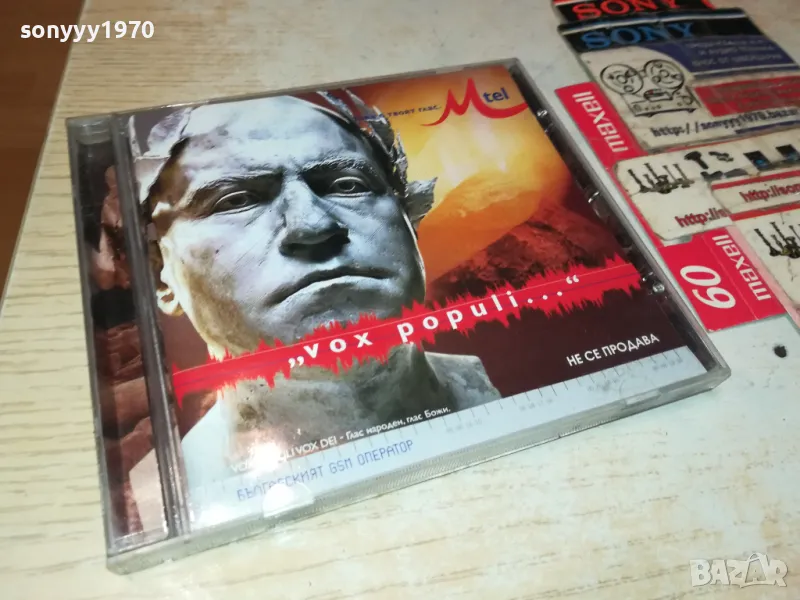 sonyyy1970
твоят глас.
Mtel
„vox populi..."
НЕ СЕ ПРОДАВА
VOX DEI - Глас народен, глас Божи.
БЪЛГАРСКИЯТ GSM ОПЕРАТОР
SONY
SONY
maxell
maxell
60
BAZAR